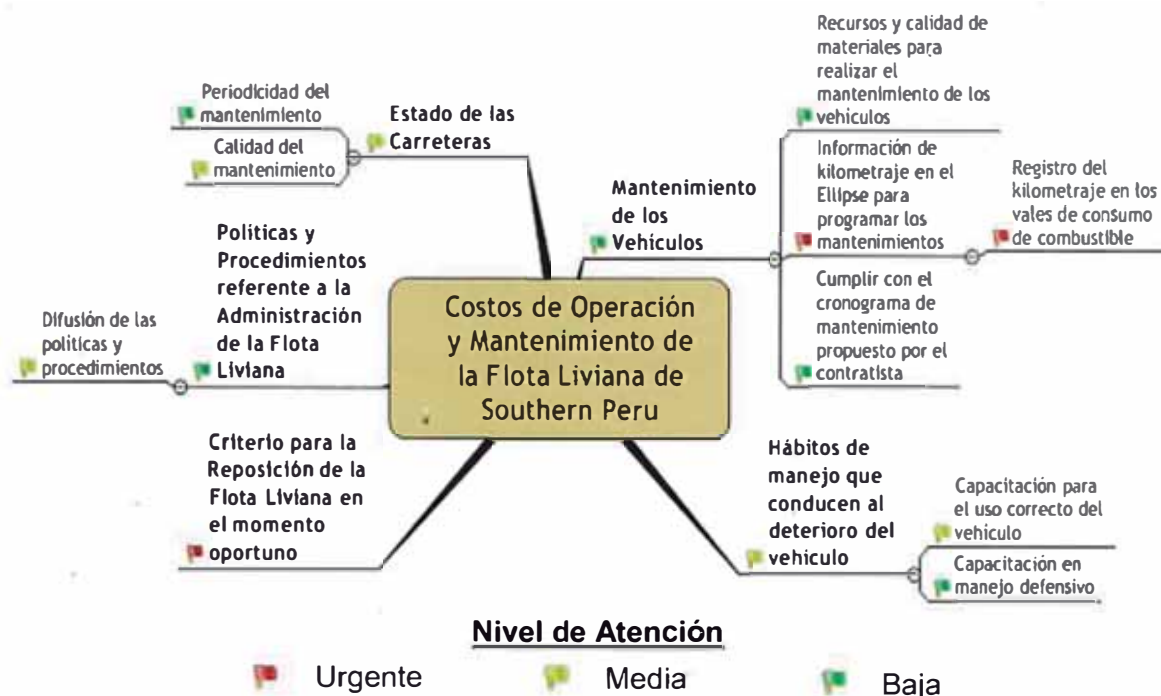 Costos de Operación
y Mantenimiento de
la Flota Liviana de
Southern Peru
Estado de las
Carreteras
Periodicidad del
mantenimiento
Calidad del
mantenimiento
Políticas y
Procedimientos
referente a la
Administración
de la Flota
Liviana
Difusión de las
políticas y
procedimientos
Criterio para la
Reposición de la
Flota Liviana en
el momento
oportuno
Mantenimiento
de los
Vehículos
Recursos y calidad de
materiales para
realizar el
mantenimiento de los
vehículos
Información de
kilometraje en el
Ellipse para
programar los
mantenimientos
Registro del
kilometraje en los
vales de consumo
de combustible
Cumplir con el
cronograma de
mantenimiento
propuesto por el
contratista
Hábitos de
manejo que
conducen al
deterioro del
vehículo
Capacitación para
el uso correcto del
vehículo
Capacitación en
manejo defensivo
Nivel de Atención
Urgente
Media
Baja